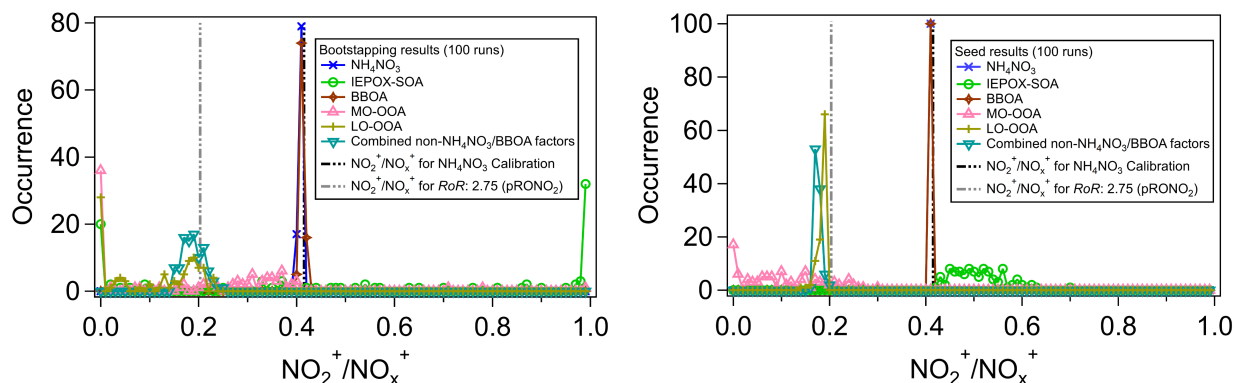 80
60
40
20
0
Occurrence
0.0
0.2
0.4
0.6
0.8
1.0
NO₂⁺/NOₓ⁺
Bootstapping results (100 runs)
NH₄NO₃
IEPOX-SOA
BBOA
MO-OOA
LO-OOA
Combined non-NH₄NO₃/BBOA factors
NO₂⁺/NOₓ⁺ for NH₄NO₃ Calibration
NO₂⁺/NOₓ⁺ for RoR: 2.75 (pRONO₂)
100
80
60
40
20
0
Occurrence
0.0
0.2
0.4
0.6
0.8
1.0
NO₂⁺/NOₓ⁺
Seed results (100 runs)
NH₄NO₃
IEPOX-SOA
BBOA
MO-OOA
LO-OOA
Combined non-NH₄NO₃/BBOA factors
NO₂⁺/NOₓ⁺ for NH₄NO₃ Calibration
NO₂⁺/NOₓ⁺ for RoR: 2.75 (pRONO₂)